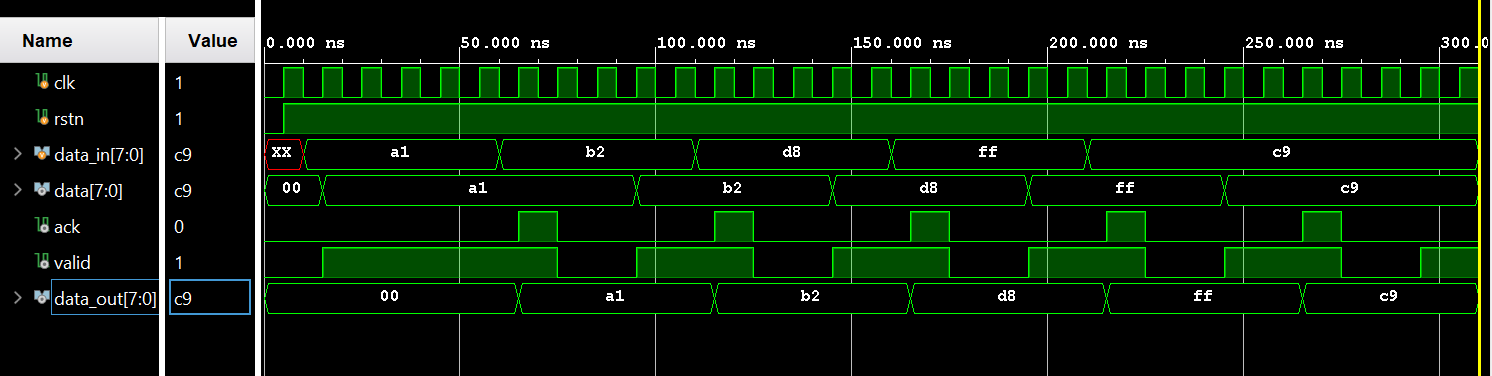 Name Value 0.000 ns 50.000 ns 100.000 ns 150.000 ns 200.000 ns 250.000 ns 300.0
clk 1
rstn 1
data_in[7:0] c9 XX a1 b2 d8 ff c9
data[7:0] c9 00 a1 b2 d8 ff c9
ack 0
valid 1
data_out[7:0] c9 00 a1 b2 d8 ff c9